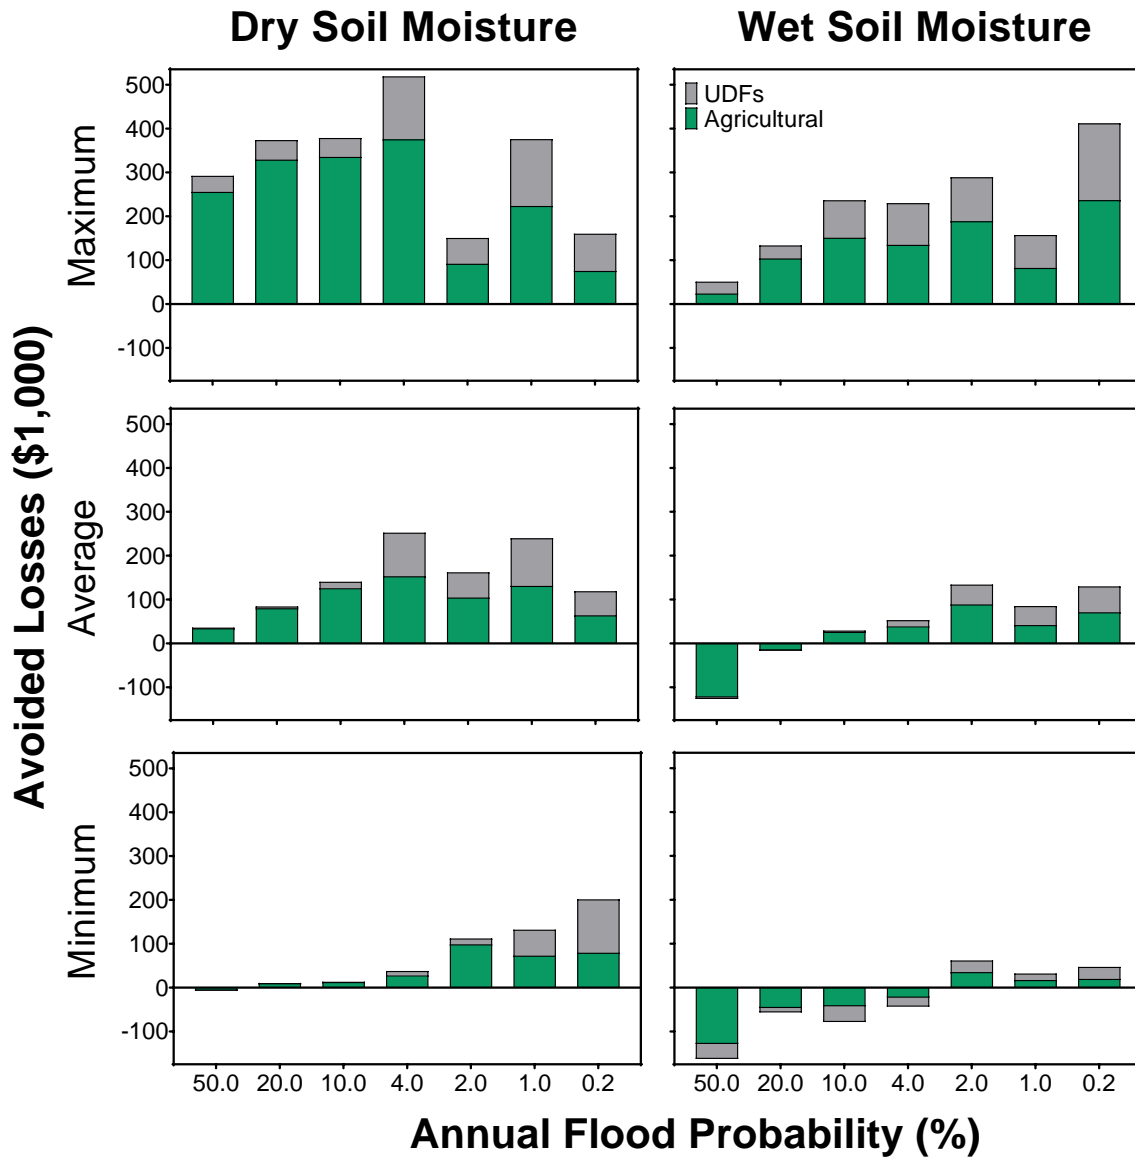 Dry Soil Moisture
Wet Soil Moisture
Avoided Losses ($1,000)
Maximum
500
400
300
200
100
0
-100
UDFs
Agricultural
Average
500
400
300
200
100
0
-100
Minimum
500
400
300
200
100
0
-100
50.0 20.0 10.0 4.0 2.0 1.0 0.2
50.0 20.0 10.0 4.0 2.0 1.0 0.2
Annual Flood Probability (%)